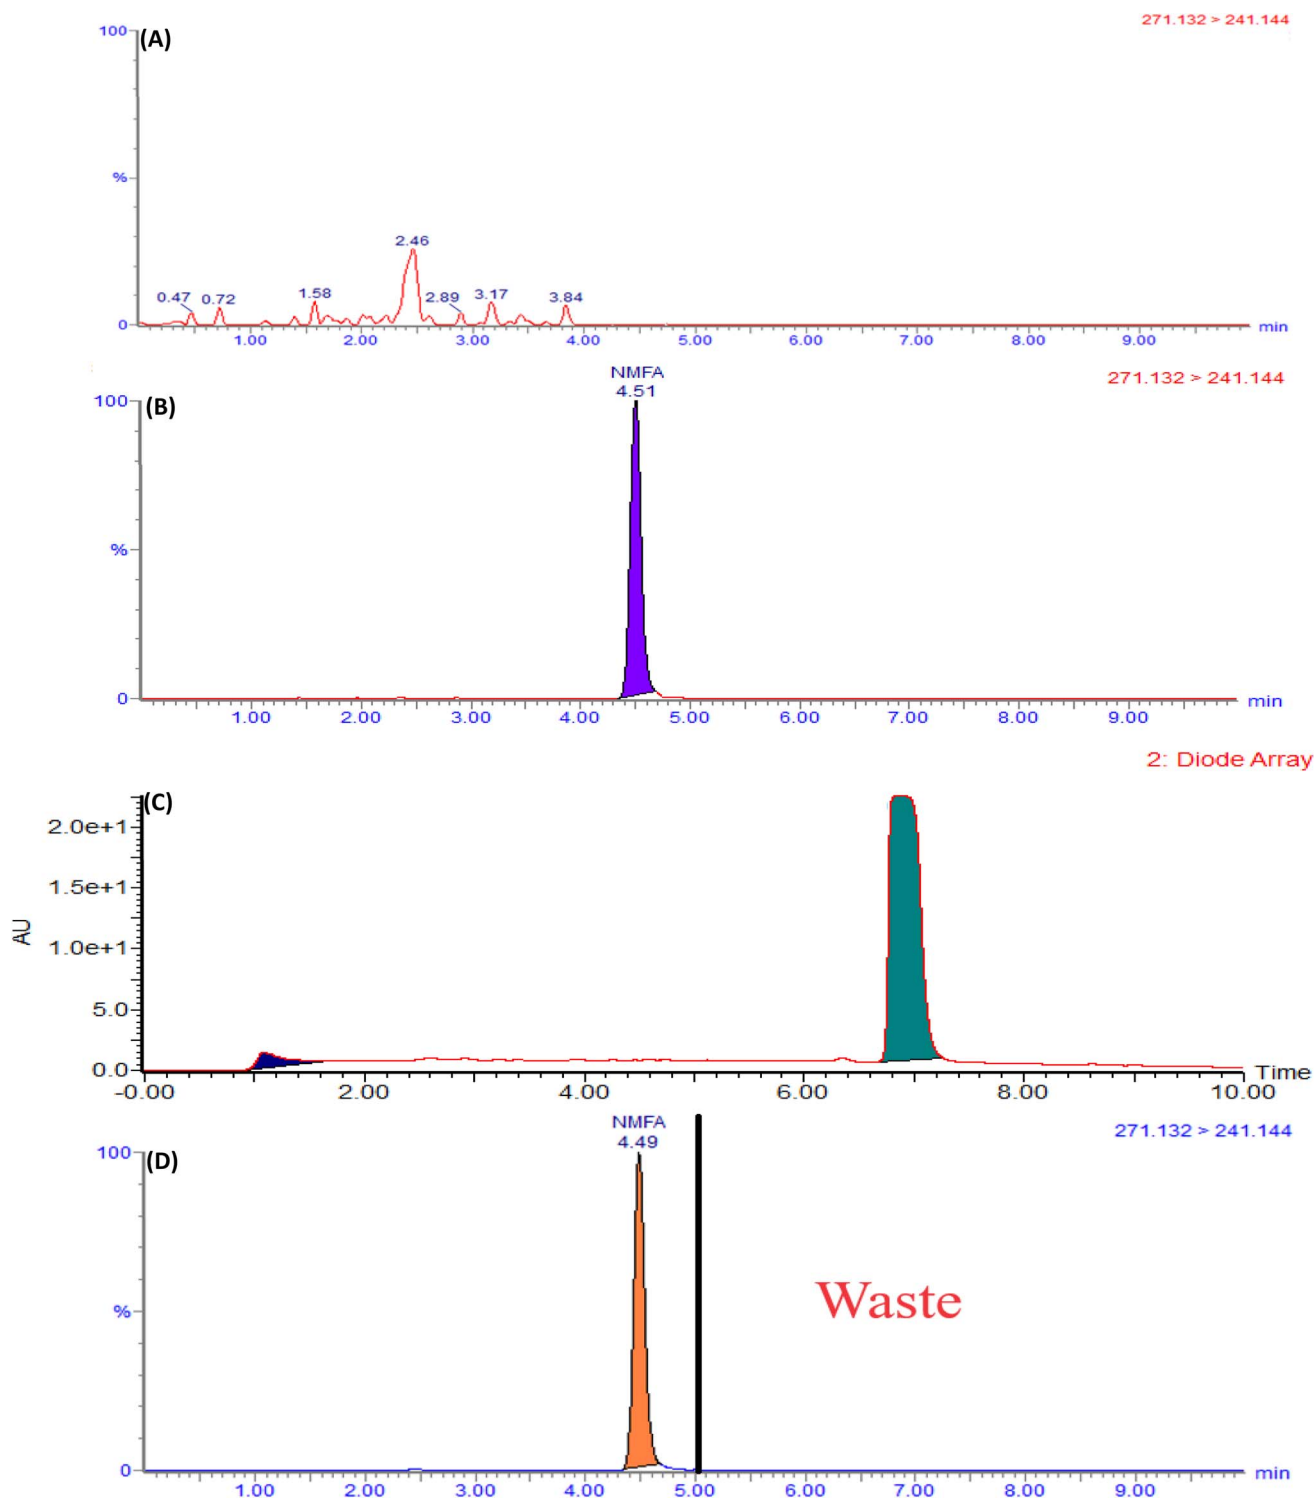 271.132 > 241.144
100
(A)
%
2.46
0.47
0.72
1.58
2.89
3.17
3.84
0
1.00
2.00
3.00
4.00
5.00
6.00
7.00
8.00
9.00
min
NMFA
4.51
271.132 > 241.144
100
(B)
%
0
1.00
2.00
3.00
4.00
5.00
6.00
7.00
8.00
9.00
min
2: Diode Array
(C)
AU
2.0e+1
1.5e+1
1.0e+1
5.0
0.0
-0.00
2.00
4.00
6.00
8.00
10.00
Time
NMFA
4.49
271.132 > 241.144
100
(D)
%
Waste
0
1.00
2.00
3.00
4.00
5.00
6.00
7.00
8.00
9.00
min